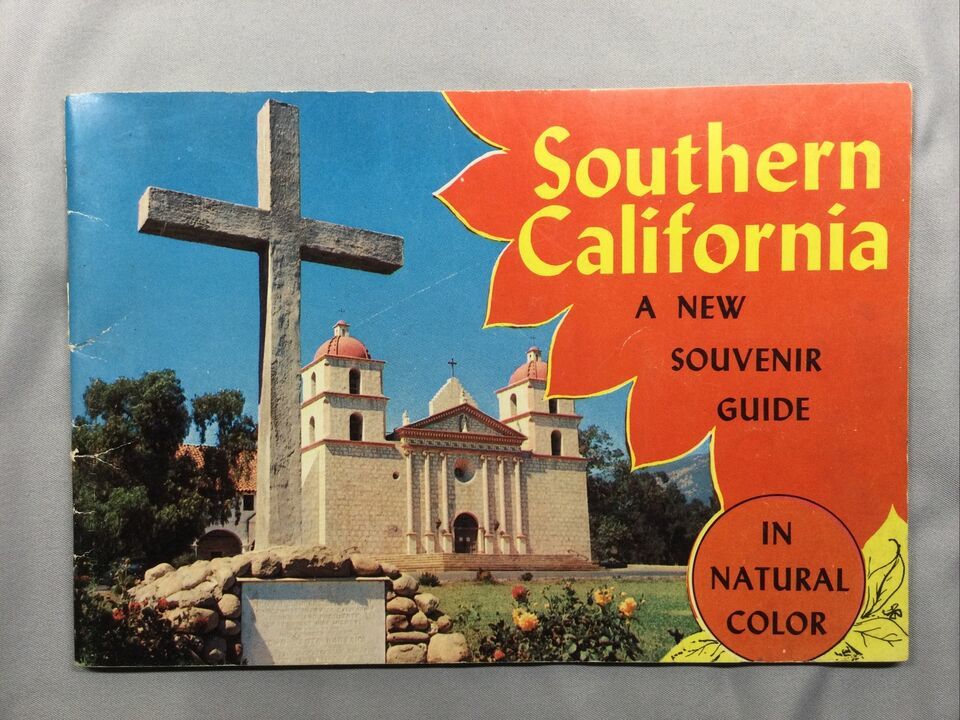 Southern
California
A NEW
SOUVENIR
GUIDE
IN
NATURAL
COLOR